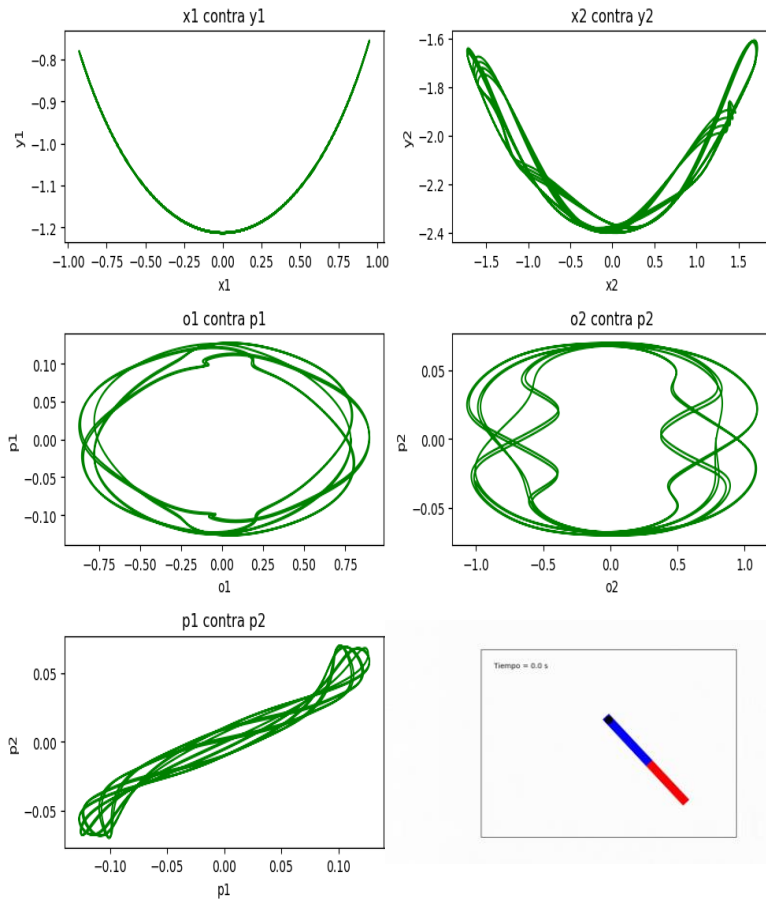 x1 contra y1
−0.8
−0.9
−1.0
−1.1
−1.2
y1
−1.00 −0.75 −0.50 −0.25 0.00 0.25 0.50 0.75 1.00
x1
x2 contra y2
−1.6
−1.8
−2.0
−2.2
−2.4
y2
−1.5 −1.0 −0.5 0.0 0.5 1.0 1.5
x2
o1 contra p1
0.10
0.05
0.00
−0.05
−0.10
p1
−0.75 −0.50 −0.25 0.00 0.25 0.50 0.75
o1
o2 contra p2
0.05
0.00
−0.05
p2
−1.0 −0.5 0.0 0.5 1.0
o2
p1 contra p2
0.05
0.00
−0.05
p2
−0.10 −0.05 0.00 0.05 0.10
p1
Tiempo = 0.0 s